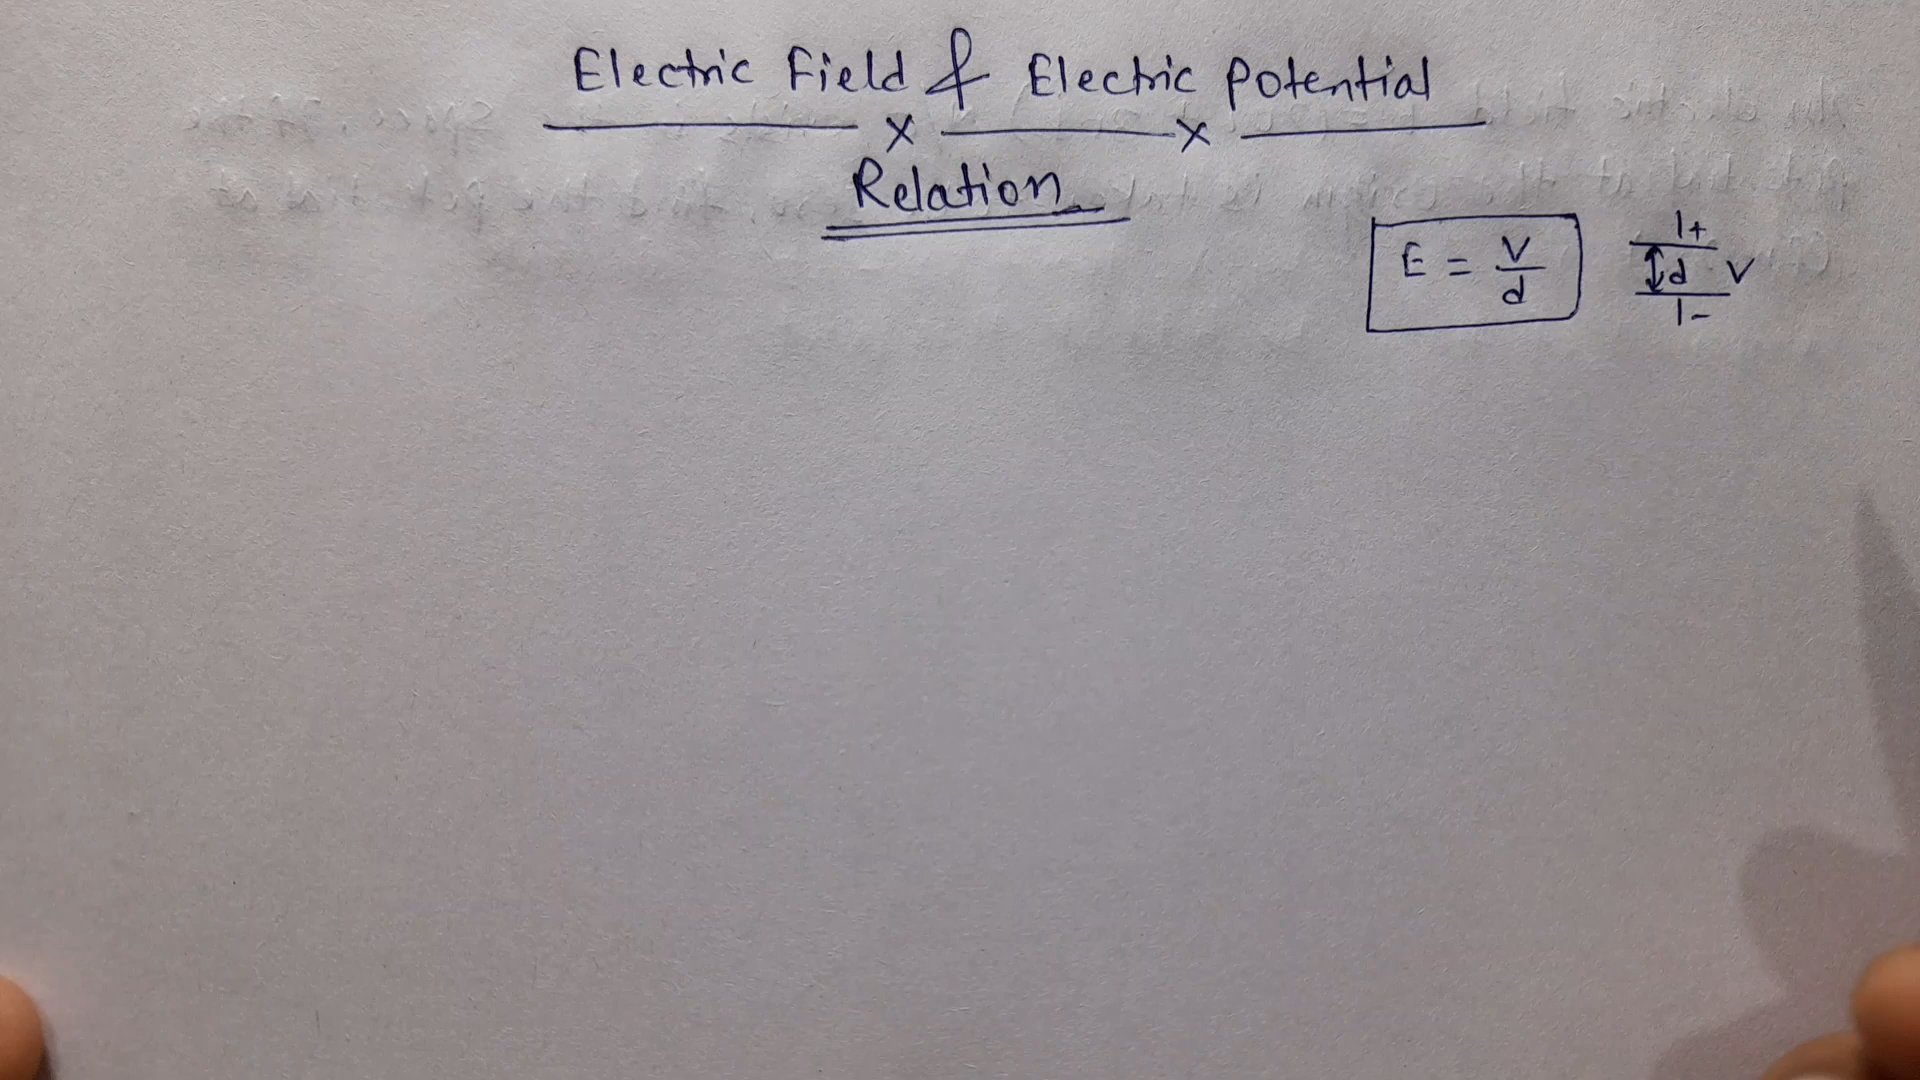 Electric Field & Electric Potential
x x
Relation
E = V/d
+
d V
-